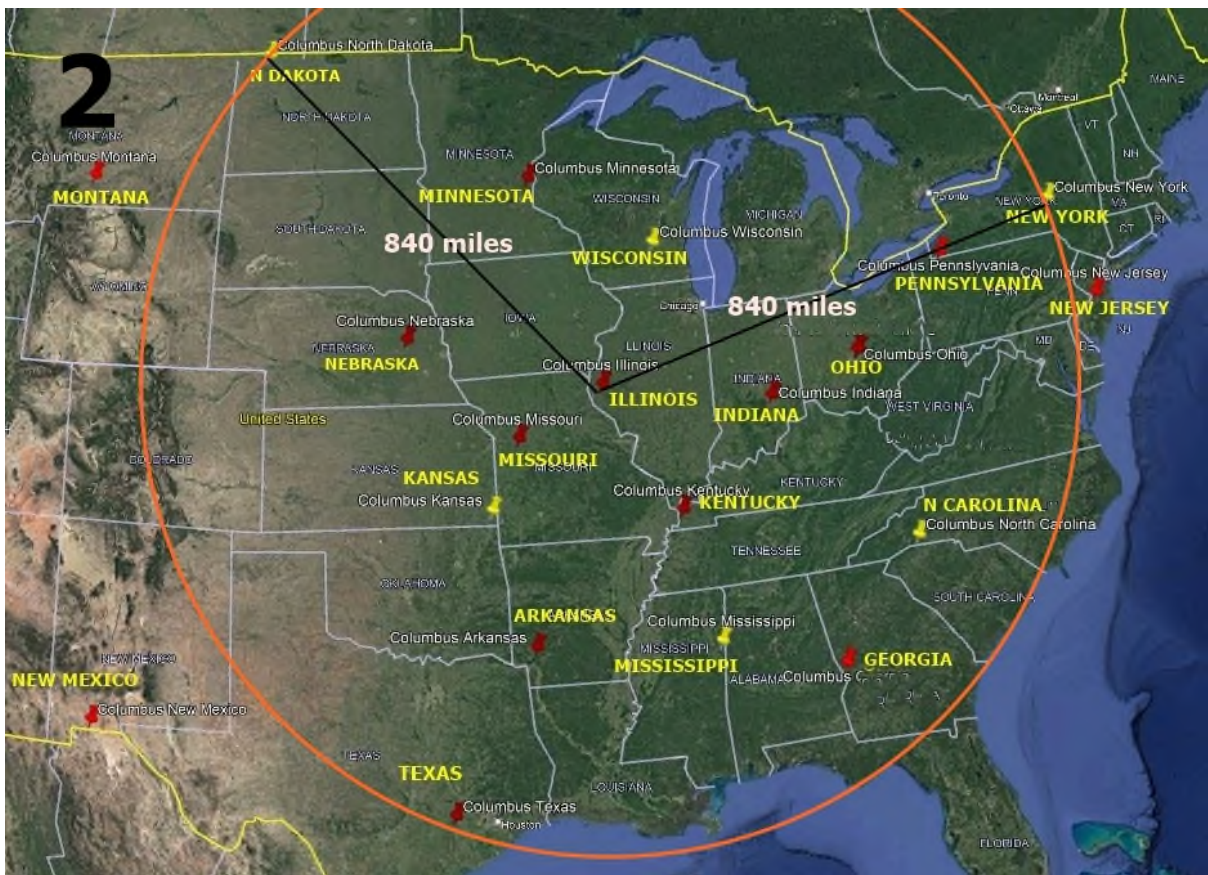 2
Columbus North Dakota
N DAKOTA
NORTH DAKOTA
MONTANA
Columbus Montana
MONTANA
MINNESOTA
Columbus Minnesota
MINNESOTA
WISCONSIN
Columbus Wisconsin
WISCONSIN
MICHIGAN
Toronto
Ottawa
Montreal
MAINE
VT
NH
MA
CT
RI
NEW YORK
Columbus New York
NEW YORK
Columbus Pennslyvania
PENNSYLVANIA
PENN
Columbus New Jersey
NEW JERSEY
NJ
MD
DE
SOUTH DAKOTA
840 miles
840 miles
WYOMING
Columbus Nebraska
NEBRASKA
NEBRASKA
IOWA
Chicago
ILLINOIS
Columbus Illinois
ILLINOIS
INDIANA
Columbus Indiana
INDIANA
Columbus Ohio
OHIO
WEST VIRGINIA
United States
COLORADO
Columbus Missouri
MISSOURI
MISSOURI
KANSAS
KANSAS
Columbus Kansas
Columbus Kentucky
KENTUCKY
KENTUCKY
N CAROLINA
Columbus North Carolina
TENNESSEE
OKLAHOMA
ARKANSAS
Columbus Arkansas
SOUTH CAROLINA
Columbus Mississippi
MISSISSIPPI
MISSISSIPPI
ALABAMA
GEORGIA
NEW MEXICO
NEW MEXICO
Columbus New Mexico
TEXAS
TEXAS
Columbus Texas
Houston
LOUISIANA
FLORIDA